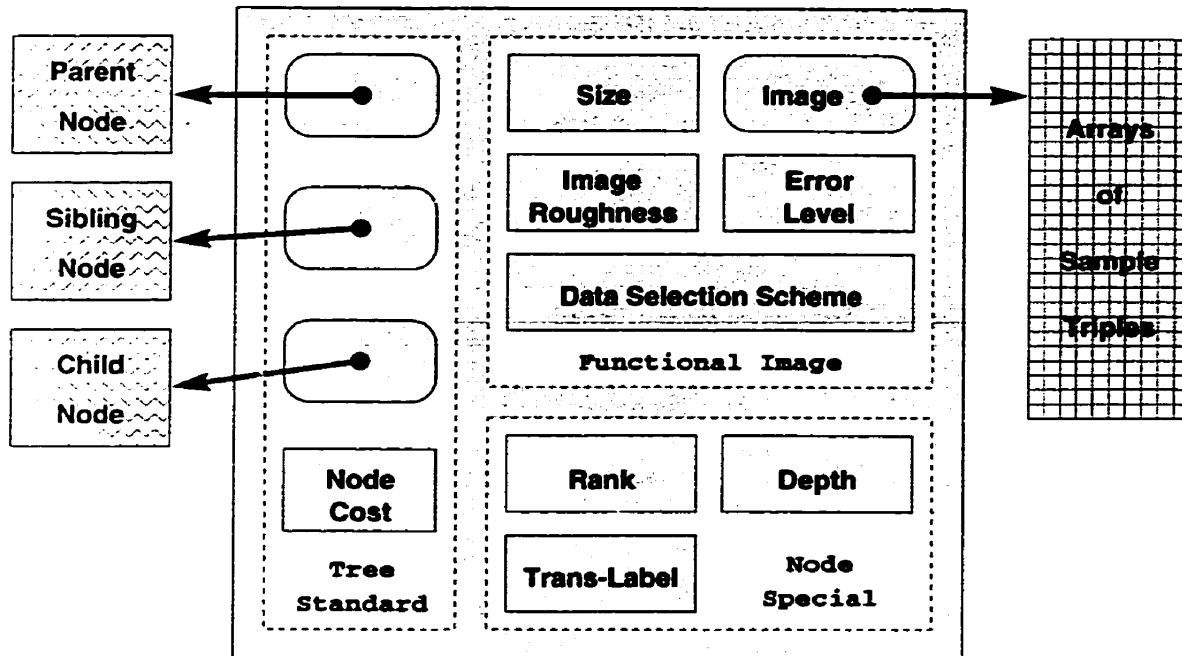 Parent
Node
Sibling
Node
Child
Node
Node
Cost
Tree
Standard
Size
Image
Image
Roughness
Error
Level
Data Selection Scheme
Functional Image
Rank
Depth
Trans-Label
Node
Special
Arrays
of
Sample
Triples